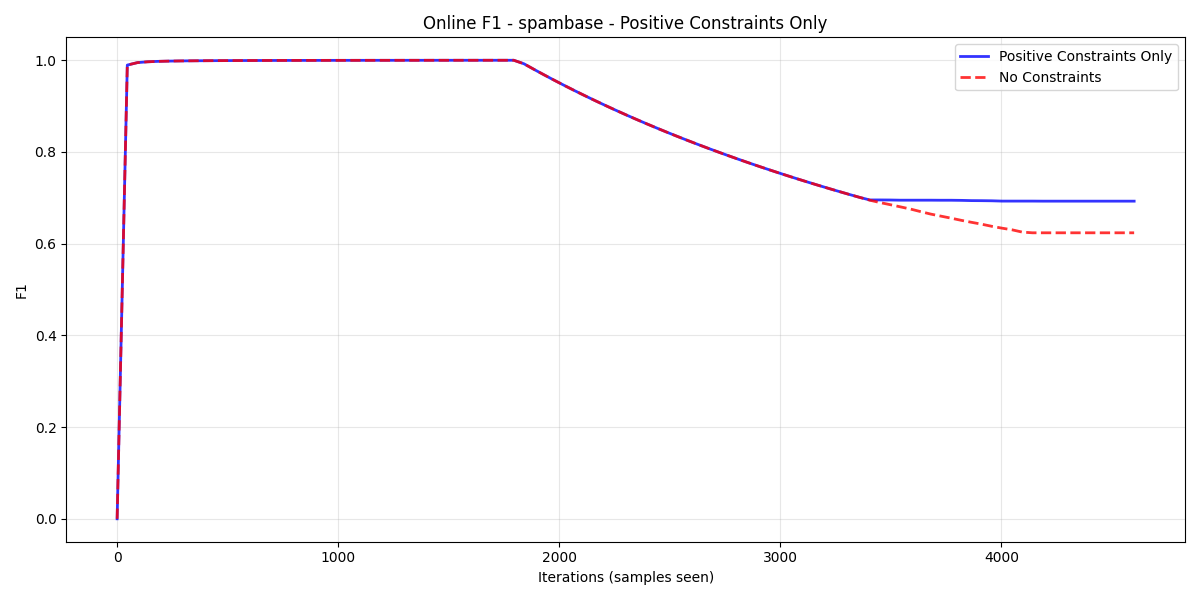 Online F1 - spambase - Positive Constraints Only
Positive Constraints Only
No Constraints
F1
1.0
0.8
0.6
0.4
0.2
0.0
0
1000
2000
3000
4000
Iterations (samples seen)